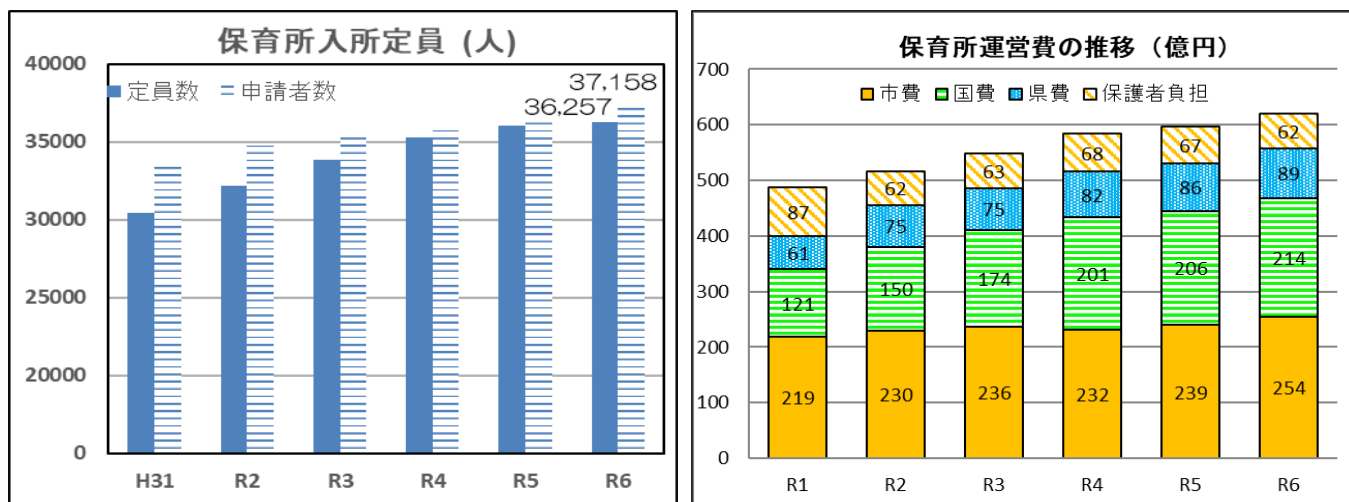 保育所入所定員 (人)
定員数 申請者数
37,158
36,257
40000
35000
30000
25000
20000
0
H31 R2 R3 R4 R5 R6
保育所運営費の推移（億円）
市費 国費 県費 保護者負担
700
600
500
400
300
200
100
0
87 62 63 68 67 62
61 75 75 82 86 89
121 150 174 201 206 214
219 230 236 232 239 254
R1 R2 R3 R4 R5 R6